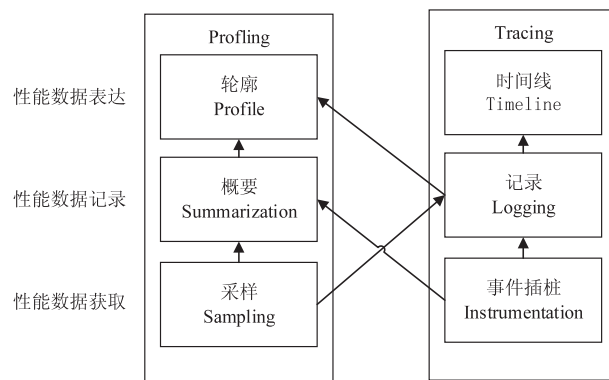 Profling
Tracing
性能数据表达
轮廓
Profile
时间线
Timeline
性能数据记录
概要
Summarization
记录
Logging
性能数据获取
采样
Sampling
事件插桩
Instrumentation